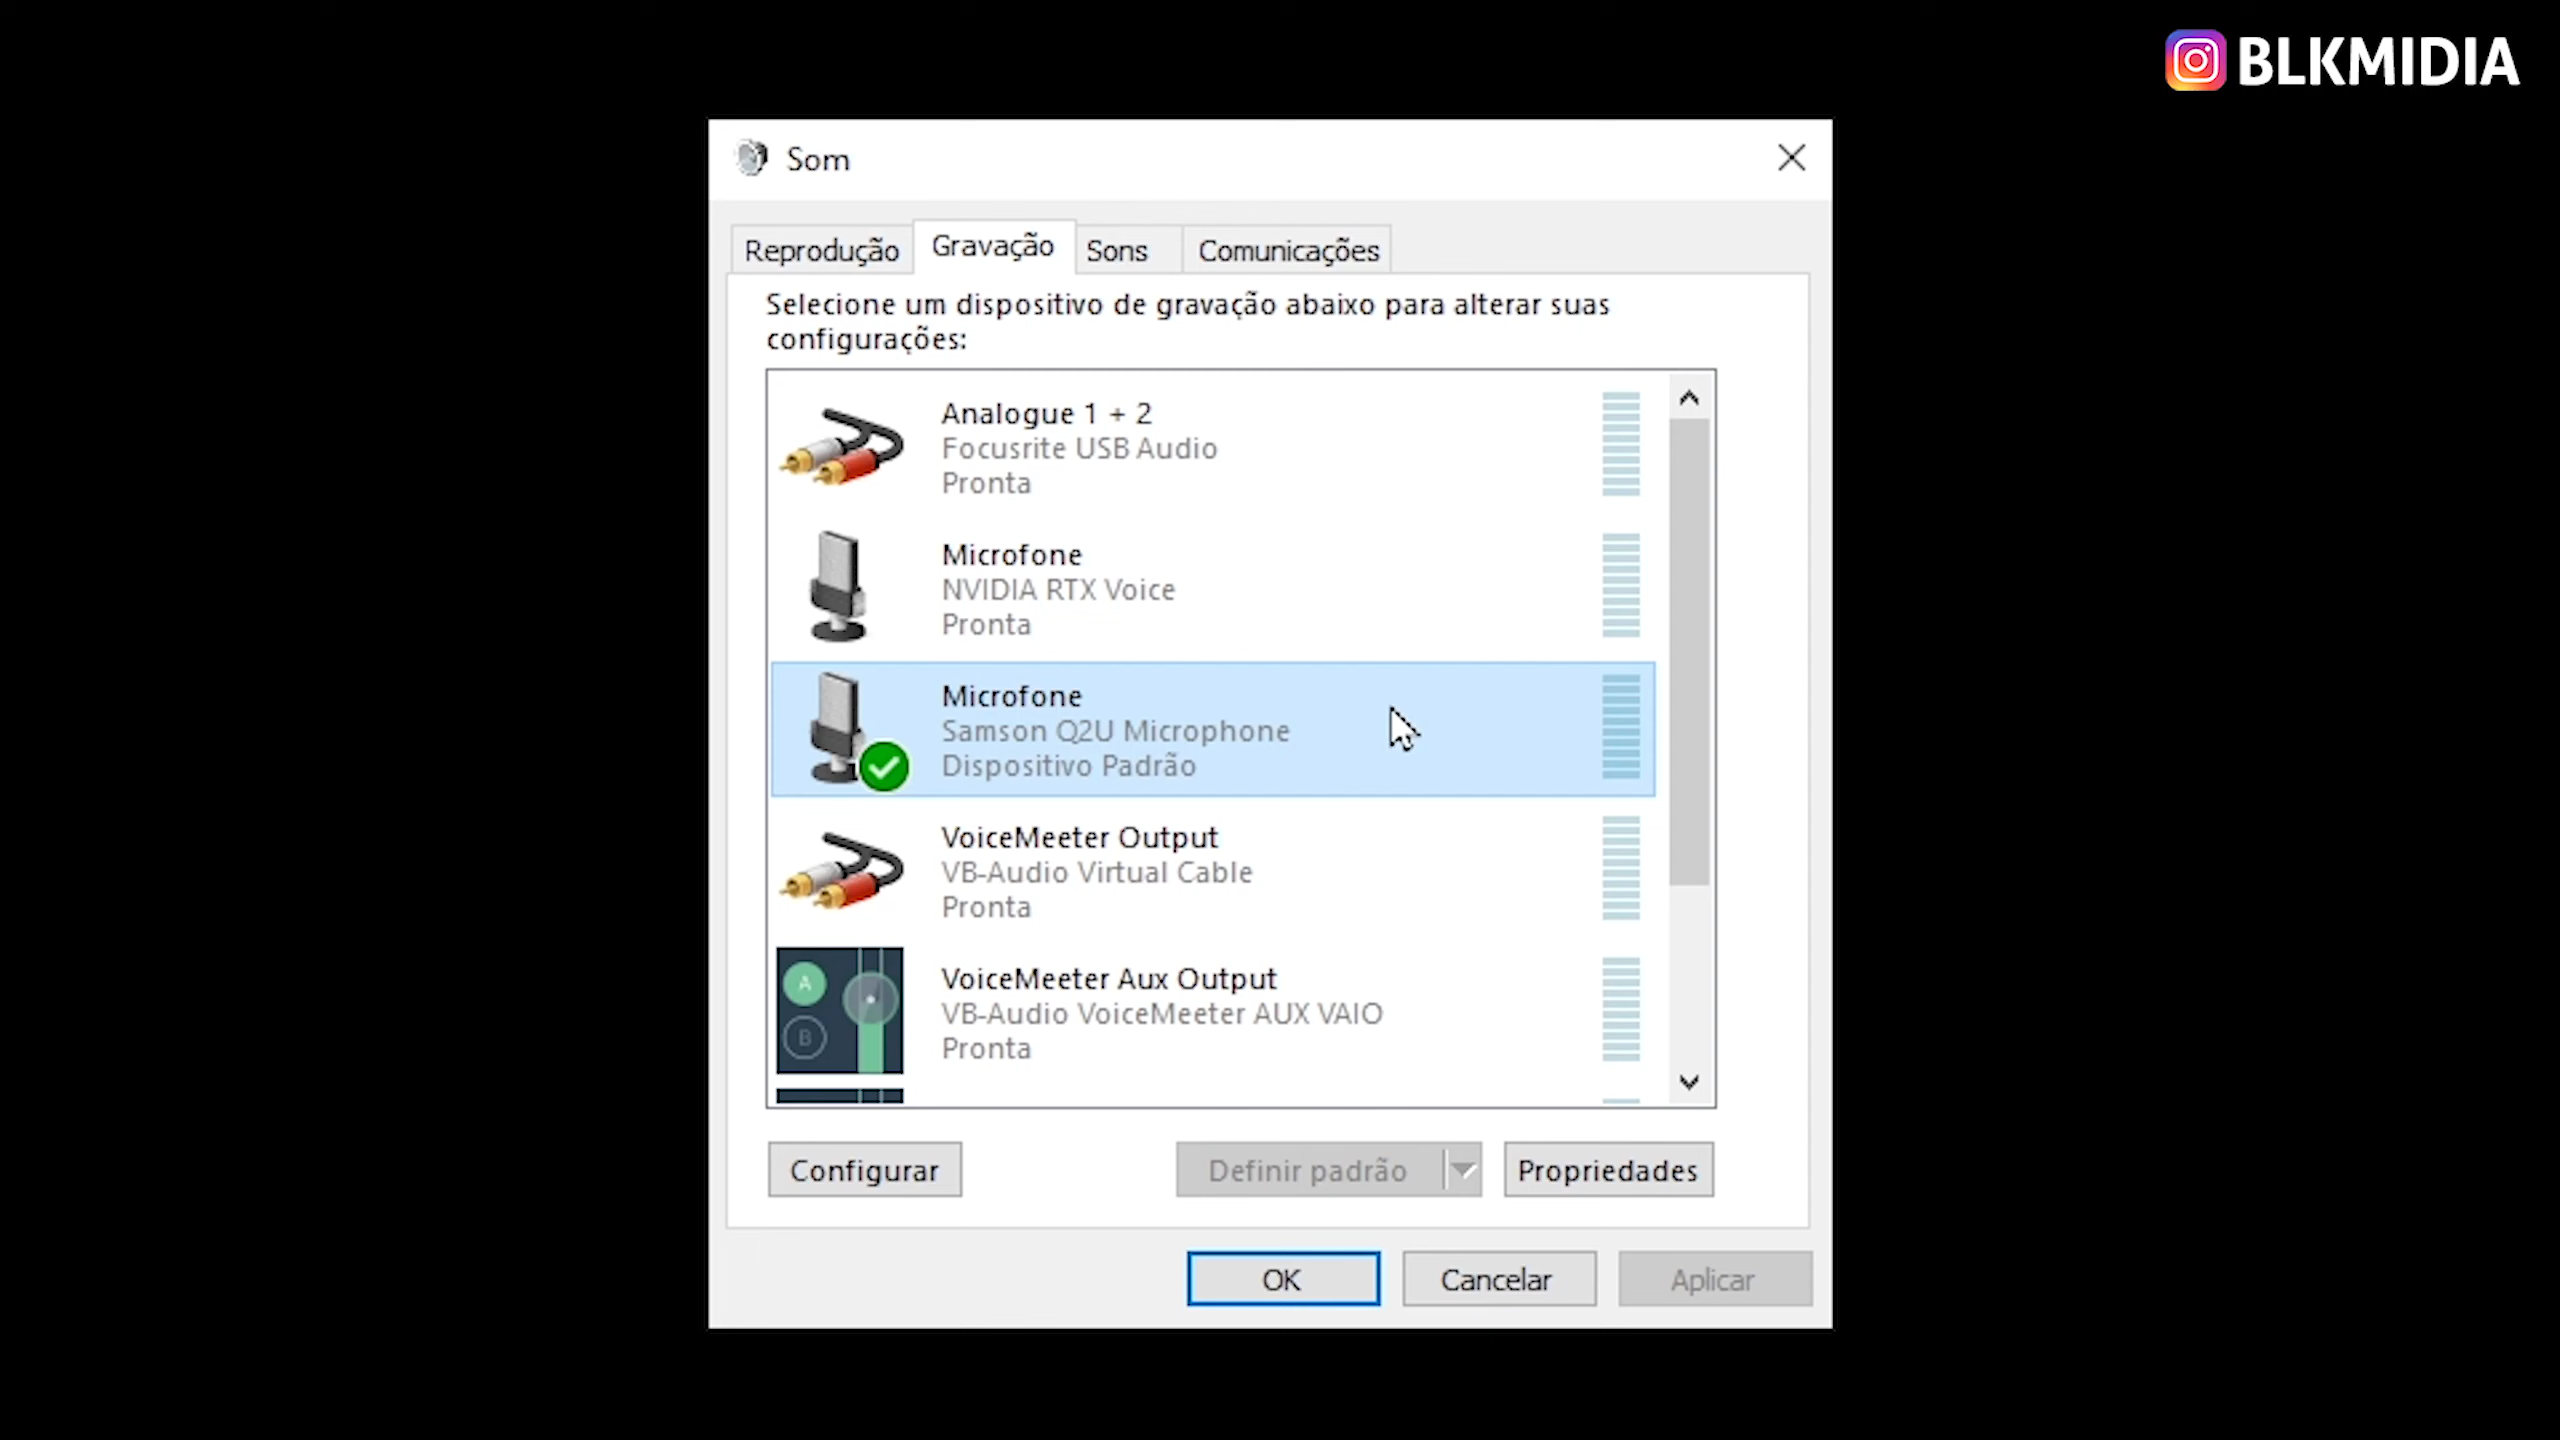 BLKMIDIA
Som
Reprodução
Gravação
Sons
Comunicações
Selecione um dispositivo de gravação abaixo para alterar suas
configurações:
Analogue 1 + 2
Focusrite USB Audio
Pronta
Microfone
NVIDIA RTX Voice
Pronta
Microfone
Samson Q2U Microphone
Dispositivo Padrão
VoiceMeeter Output
VB-Audio Virtual Cable
Pronta
A
B
VoiceMeeter Aux Output
VB-Audio VoiceMeeter AUX VAIO
Pronta
Configurar
Definir padrão
Propriedades
OK
Cancelar
Aplicar